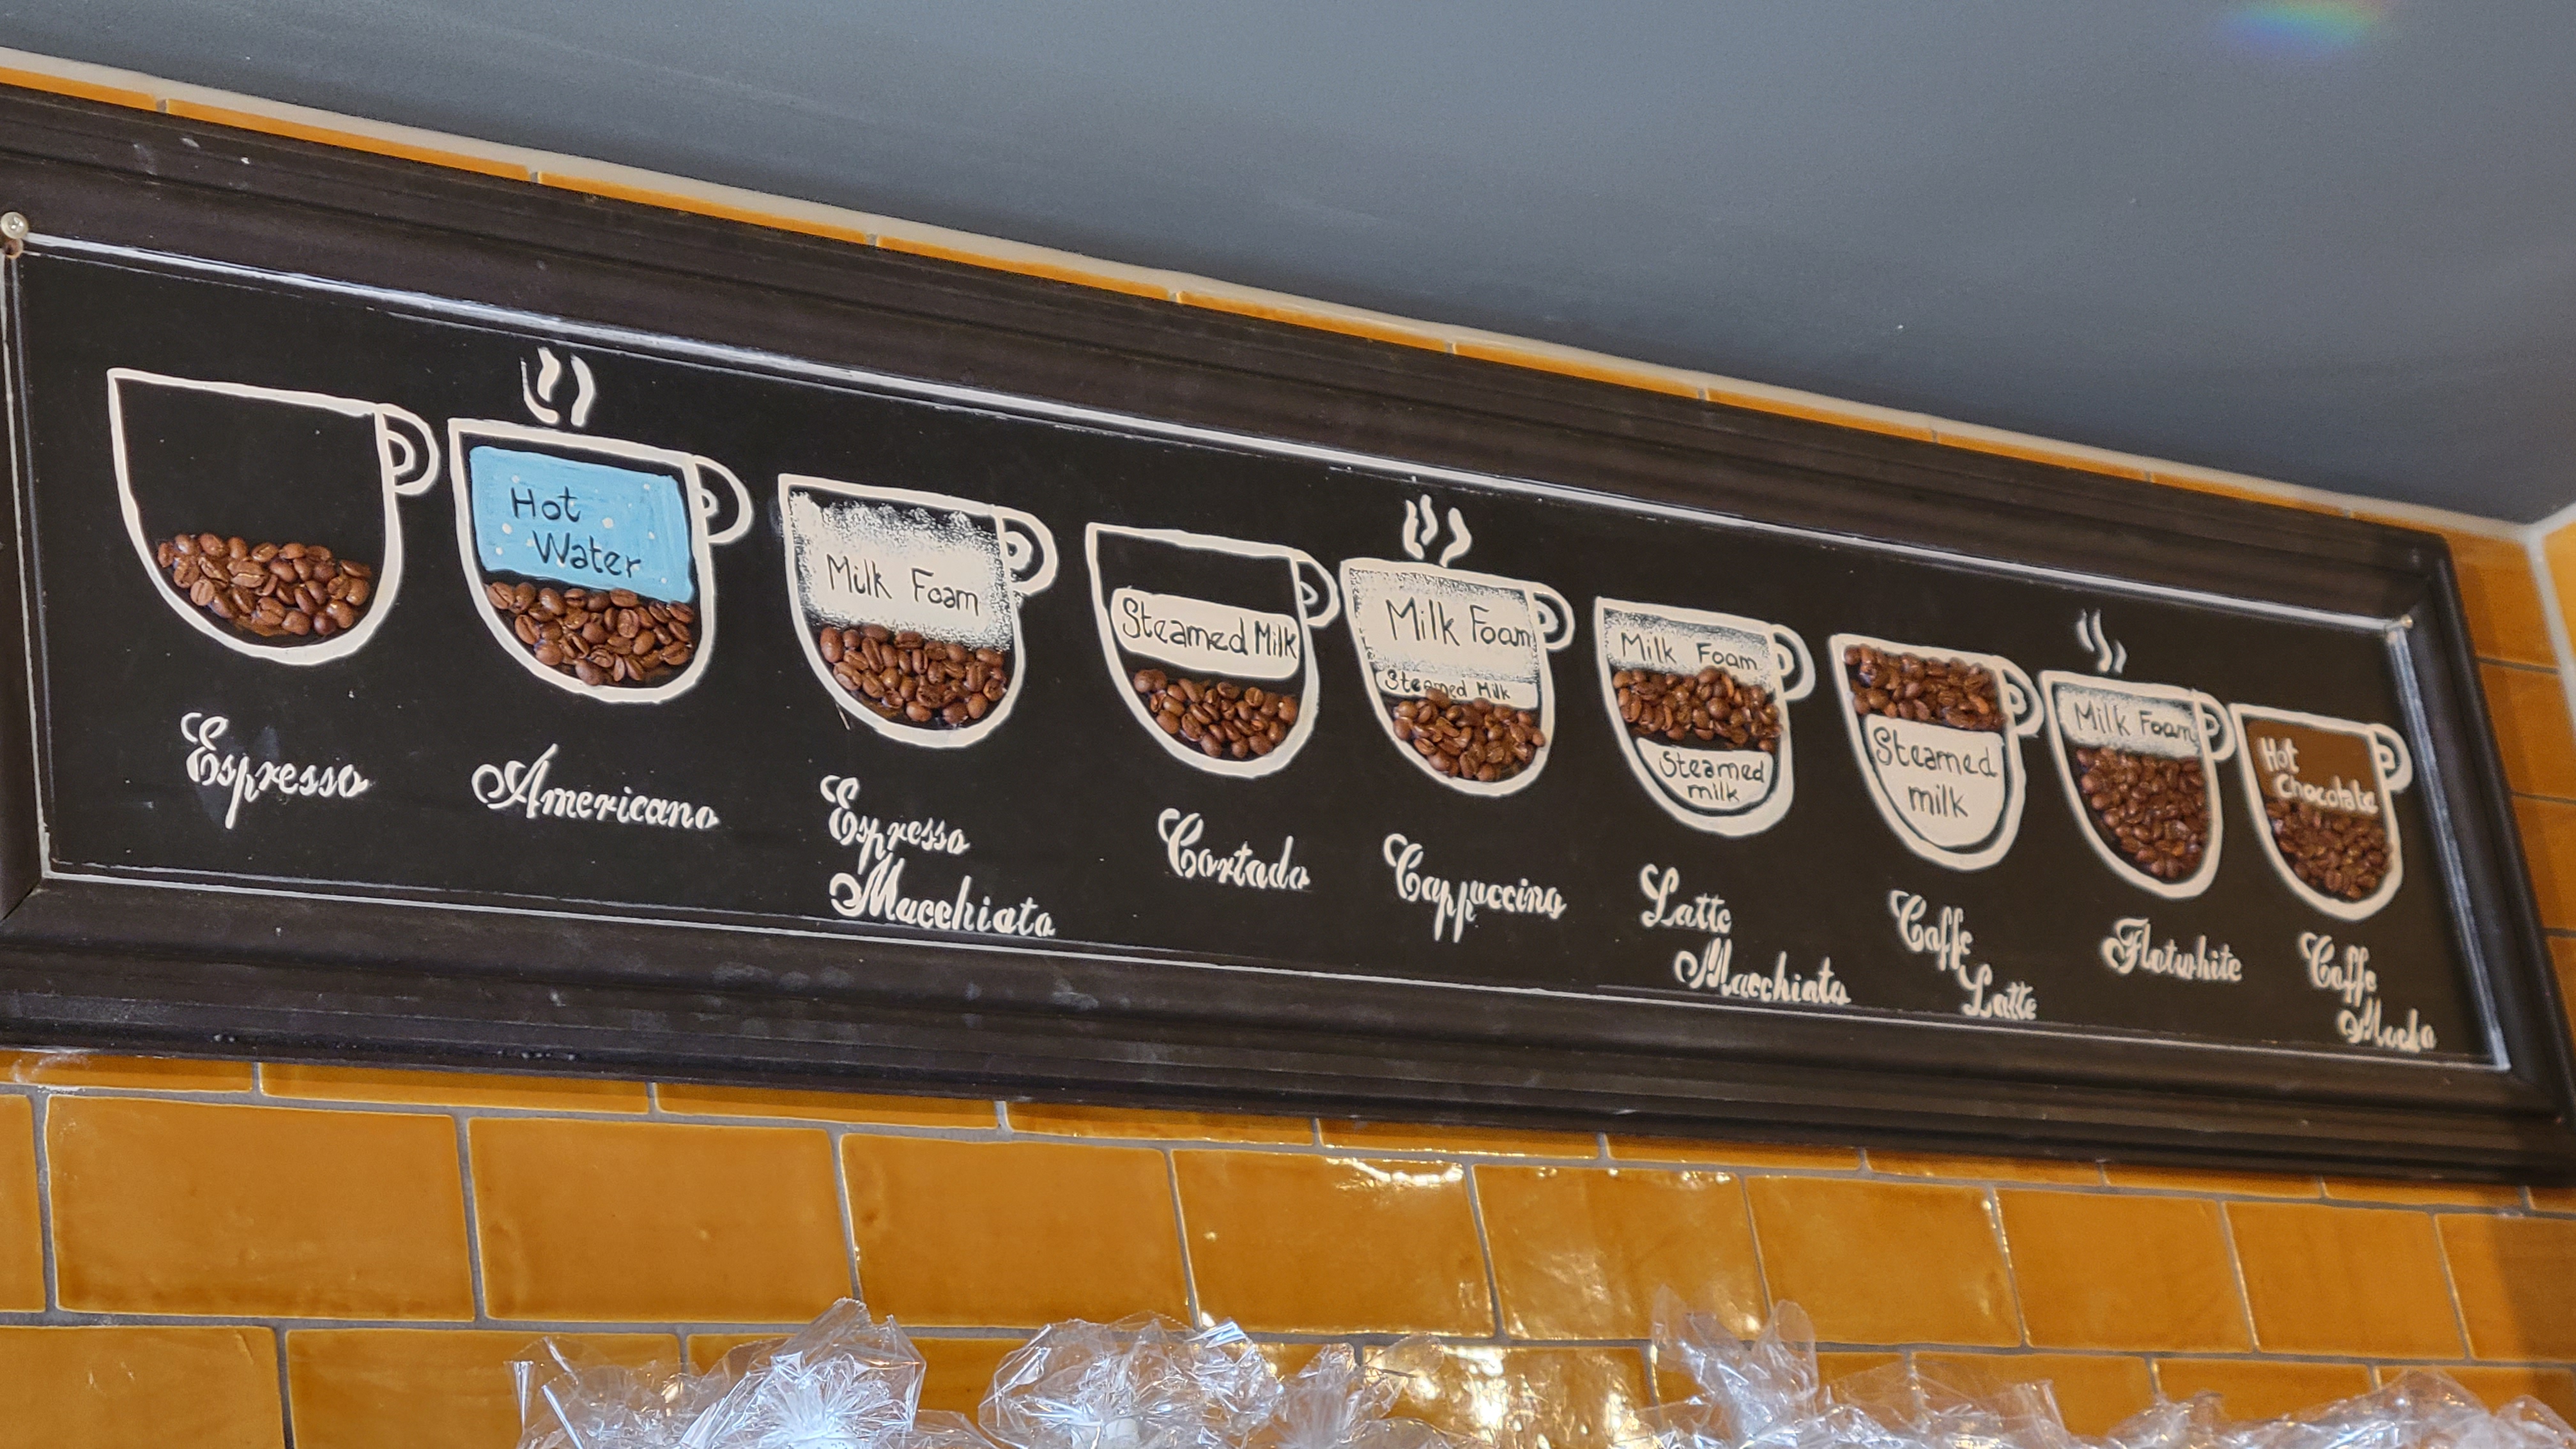 Hot
Water
Milk Foam
Steamed Milk
Milk Foam
Steamed Milk
Milk Foam
Steamed
milk
Steamed
milk
Milk Foam
Hot
Chocolate
Espresso
Americano
Espresso
Macchiato
Cortado
Cappuccino
Latte
Macchiato
Caffe
Latte
Flatwhite
Caffe
Mocha